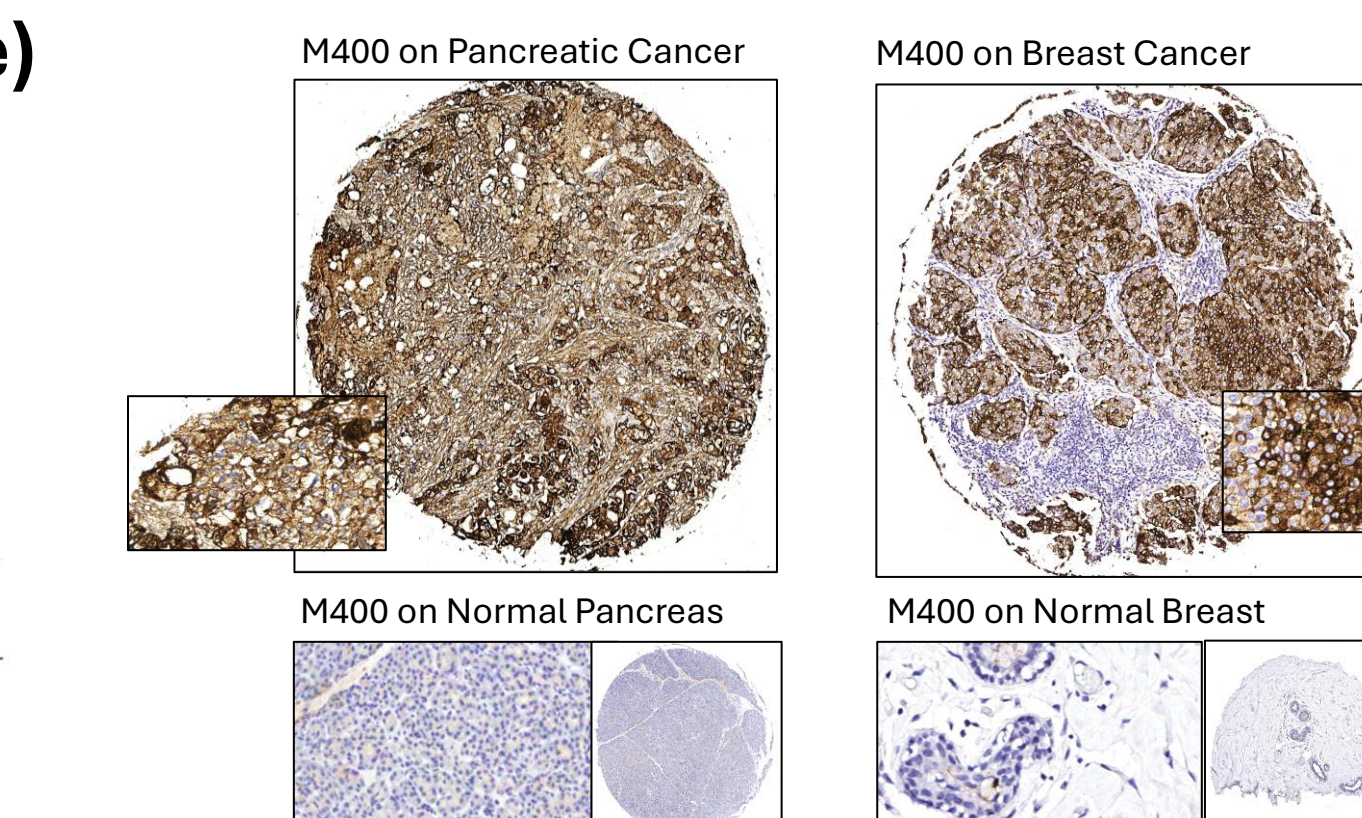 e)
M400 on Pancreatic Cancer
M400 on Breast Cancer
M400 on Normal Pancreas
M400 on Normal Breast